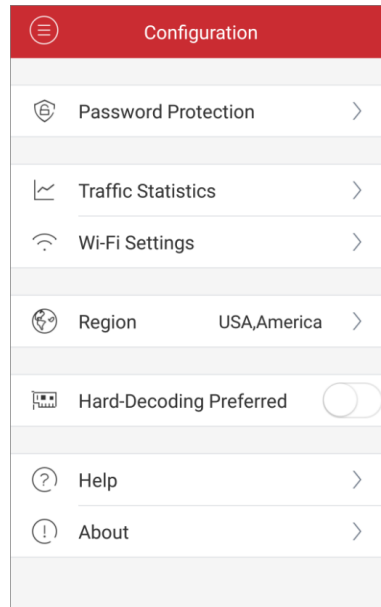 Configuration
Password Protection
Traffic Statistics
Wi-Fi Settings
Region USA,America
Hard-Decoding Preferred
Help
About